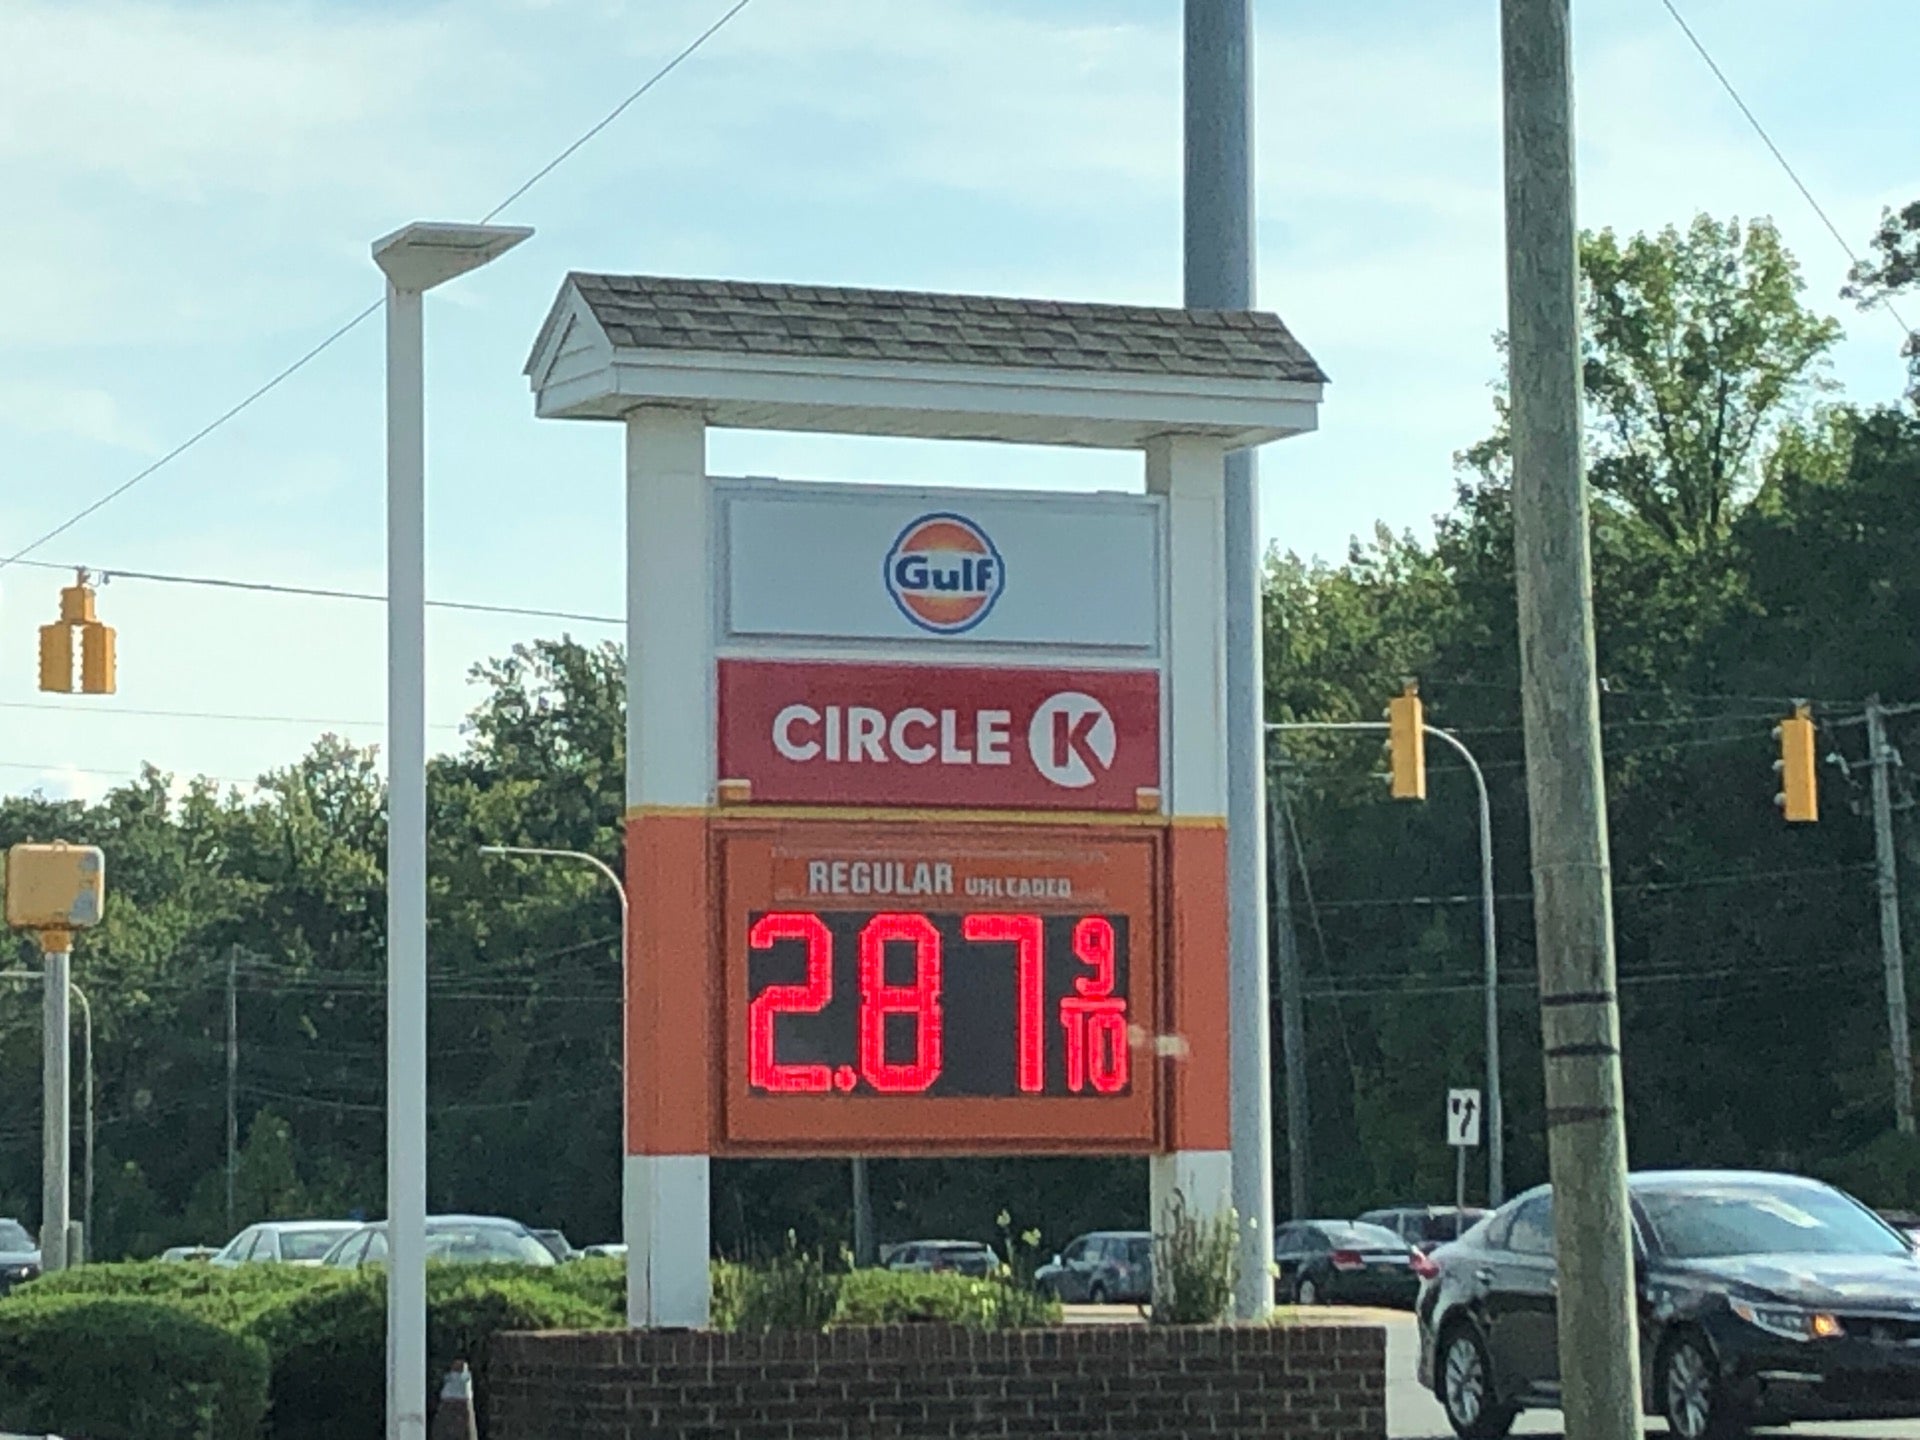 Gulf
CIRCLE K
REGULAR UNLEADED
2.87 9/10